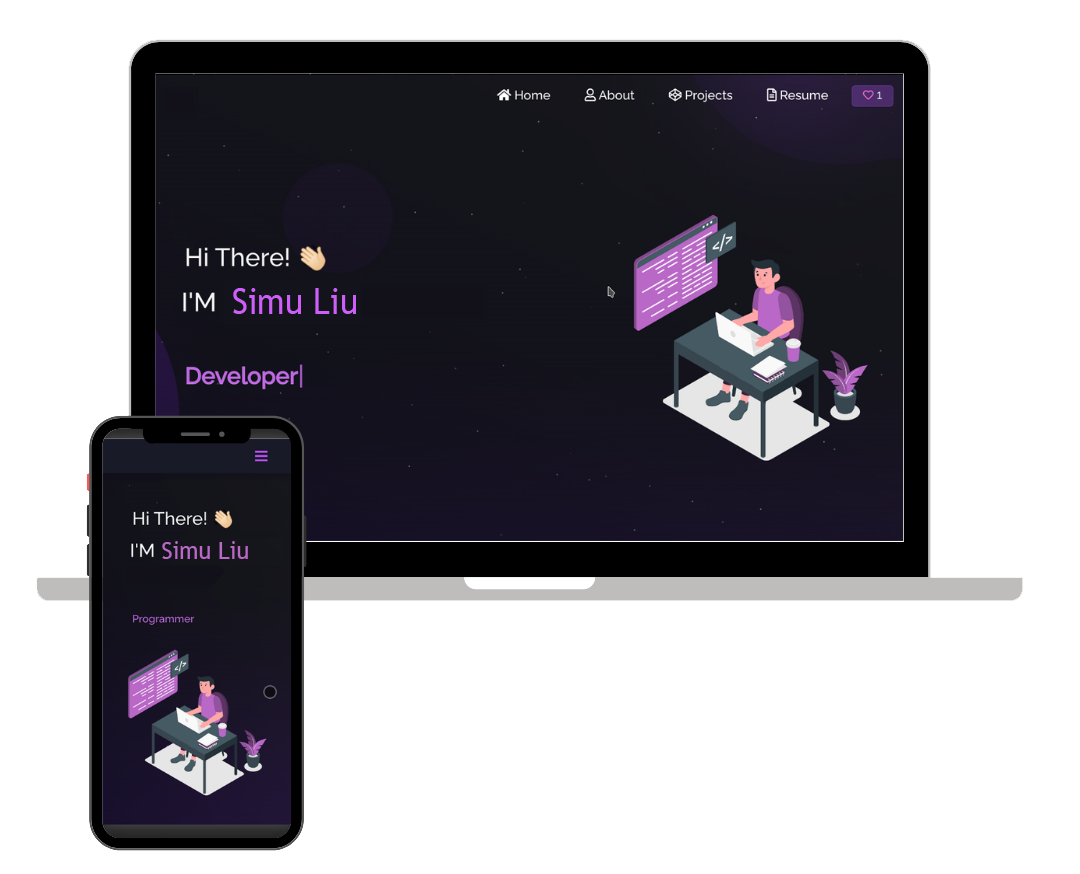 Home About Projects Resume 1
Hi There! 👋🏻
I'M Simu Liu
Developer|
</>
Hi There! 👋🏻
I'M Simu Liu
Programmer
</>